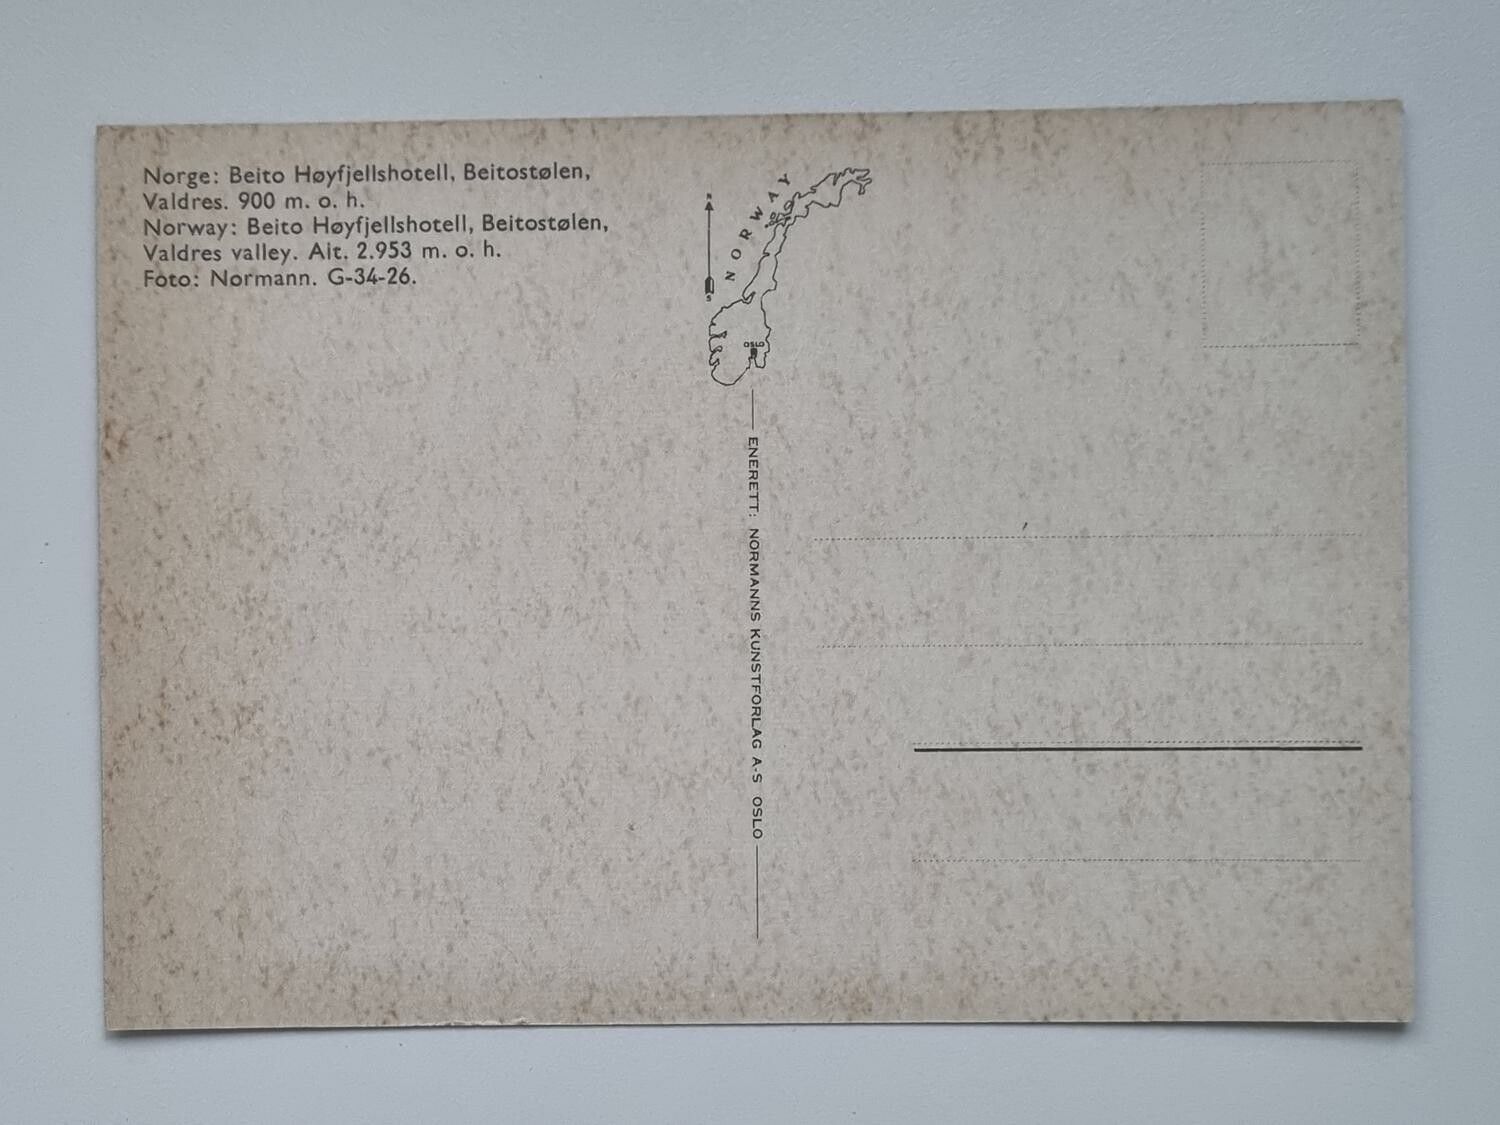 Norge: Beito Høyfjellshotell, Beitostølen,
Valdres. 900 m. o. h.
Norway: Beito Høyfjellshotell, Beitostølen,
Valdres valley. Alt. 2.953 m. o. h.
Foto: Normann. G-34-26.
N
NORWAY
S
OSLO
ENERETT: NORMANNS KUNSTFORLAG A-S OSLO